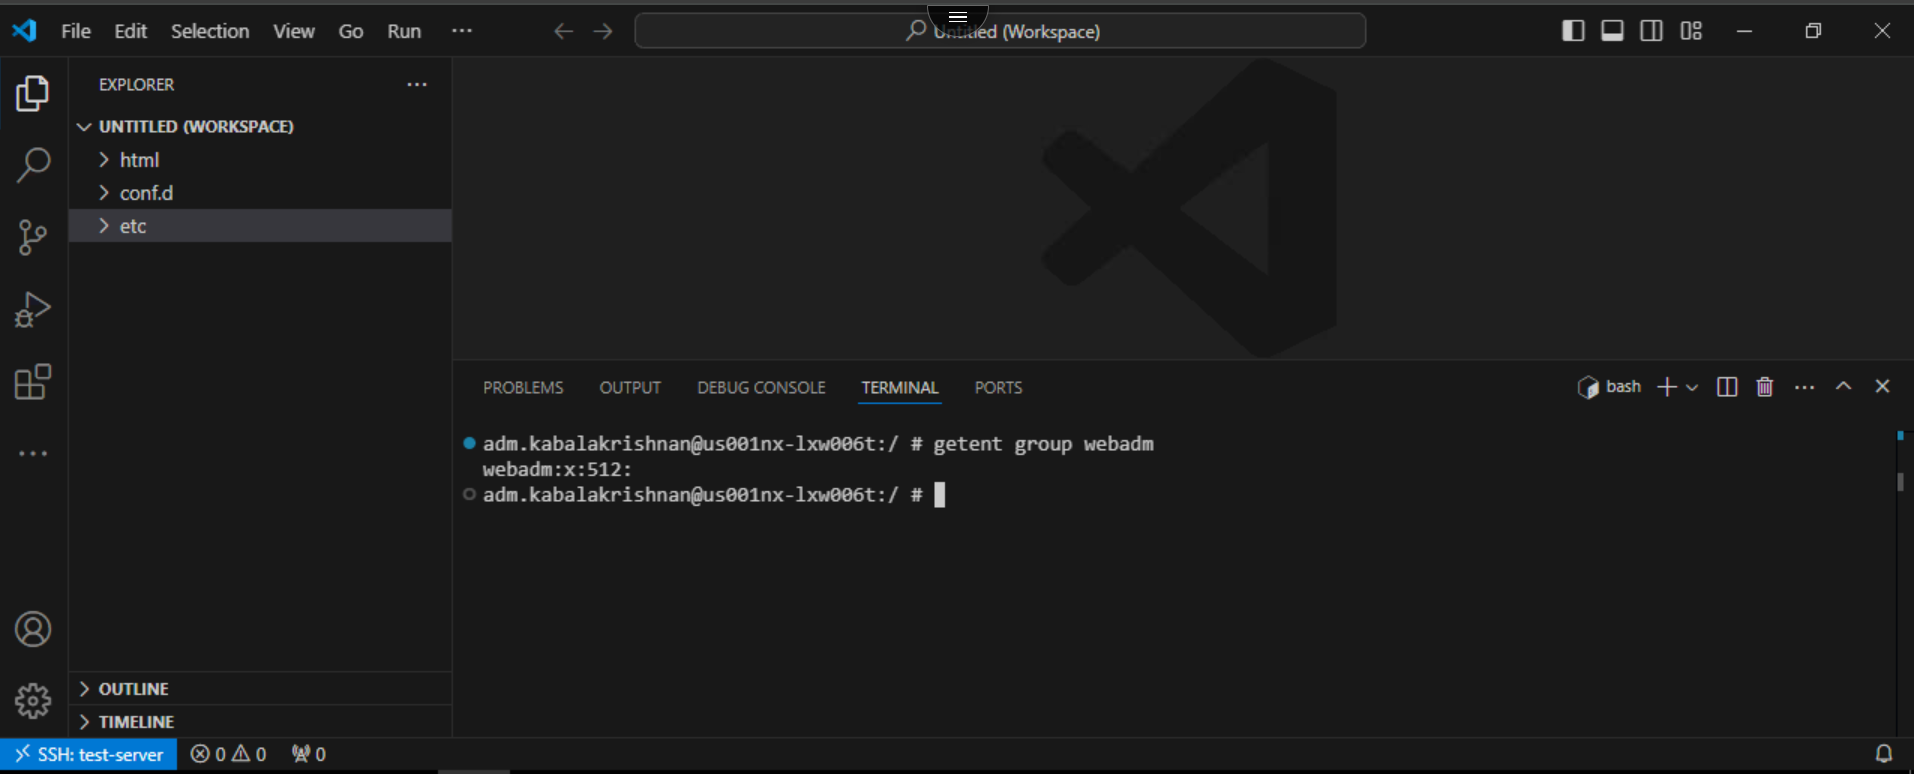 File Edit Selection View Go Run ···
Untitled (Workspace)
EXPLORER
UNTITLED (WORKSPACE)
html
conf.d
etc
OUTLINE
TIMELINE
PROBLEMS OUTPUT DEBUG CONSOLE TERMINAL PORTS
bash
adm.kabalakrishnan@us001nx-lxw006t:/ # getent group webadm
webadm:x:512:
adm.kabalakrishnan@us001nx-lxw006t:/ #
SSH: test-server 0 0 0